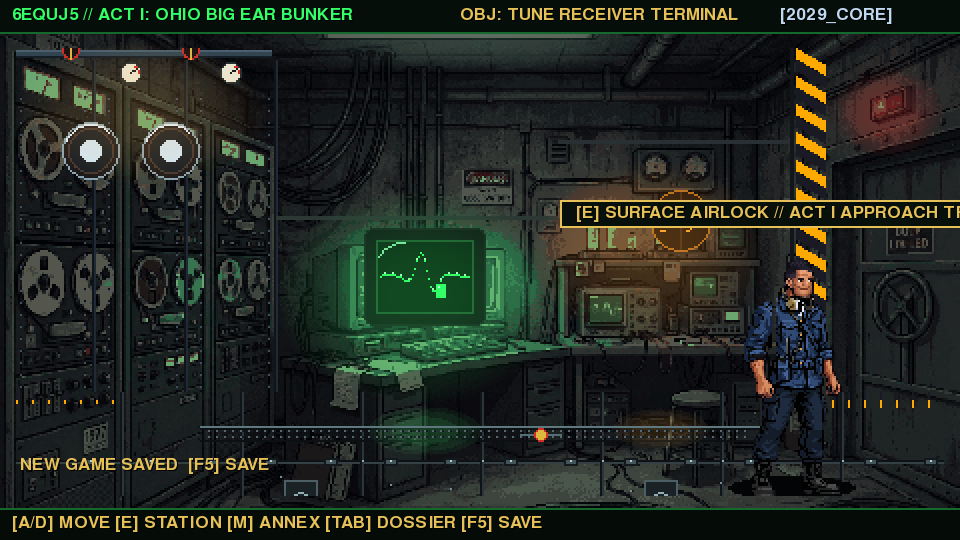 6EQUJ5 // ACT I: OHIO BIG EAR BUNKER
OBJ: TUNE RECEIVER TERMINAL
[2029_CORE]
[E] SURFACE AIRLOCK // ACT I APPROACH
NEW GAME SAVED [F5] SAVE
[A/D] MOVE [E] STATION [M] ANNEX [TAB] DOSSIER [F5] SAVE